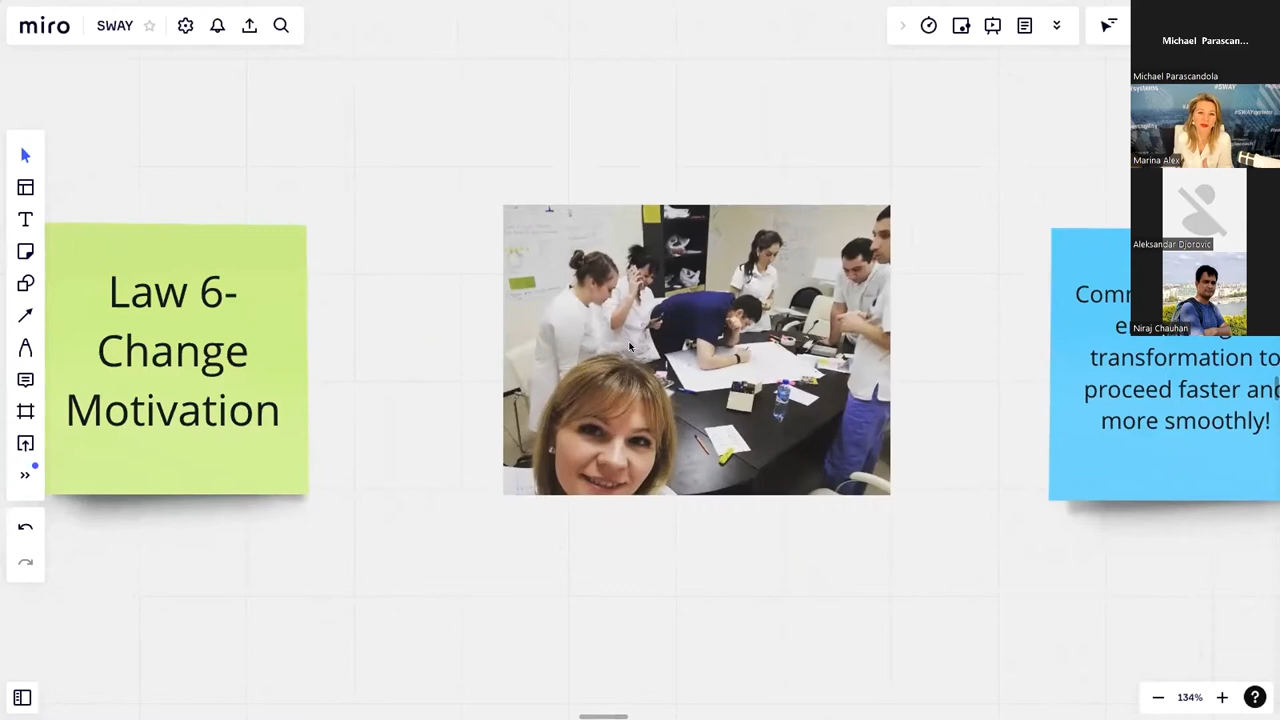 miro
SWAY
Law 6-
Change
Motivation
transformation to
proceed faster and
more smoothly!
Michael Parascan...
Michael Parascandola
#SWAY
Marina Alex
Aleksandar Djorovic
Niraj Chauhan
134%